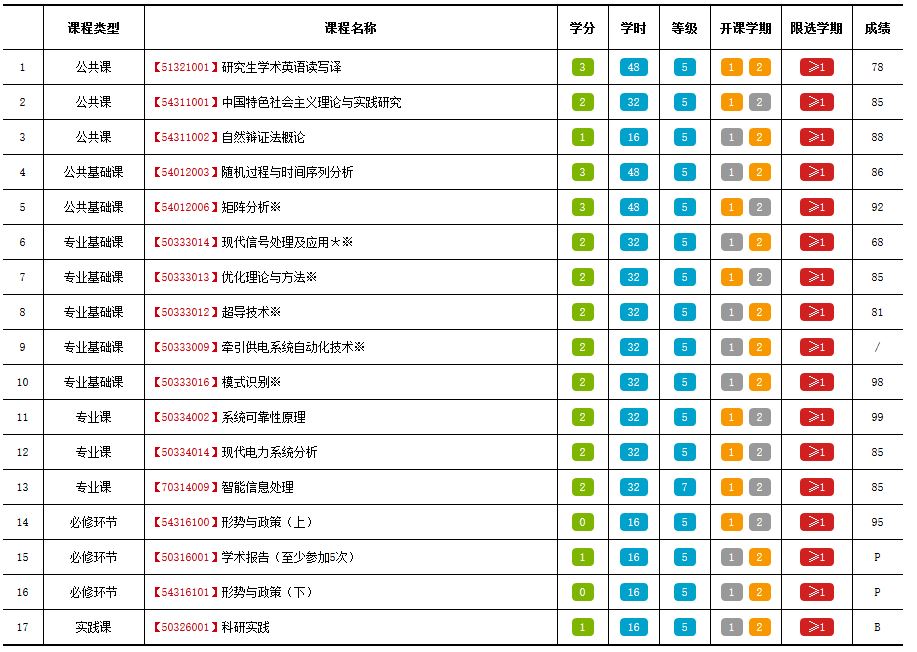 课程类型 课程名称 学分 学时 等级 开课学期 限选学期 成绩
1 公共课 【51321001】研究生学术英语读写译 3 48 5 1 2 ≥1 78
2 公共课 【54311001】中国特色社会主义理论与实践研究 2 32 5 1 2 ≥1 85
3 公共课 【54311002】自然辩证法概论 1 16 5 1 2 ≥1 88
4 公共基础课 【54012003】随机过程与时间序列分析 3 48 5 1 2 ≥1 86
5 公共基础课 【54012006】矩阵分析※ 3 48 5 1 2 ≥1 92
6 专业基础课 【50333014】现代信号处理及应用★※ 2 32 5 1 2 ≥1 68
7 专业基础课 【50333013】优化理论与方法※ 2 32 5 1 2 ≥1 85
8 专业基础课 【50333012】超导技术※ 2 32 5 1 2 ≥1 81
9 专业基础课 【50333009】牵引供电系统自动化技术※ 2 32 5 1 2 ≥1 /
10 专业基础课 【50333016】模式识别※ 2 32 5 1 2 ≥1 98
11 专业课 【50334002】系统可靠性原理 2 32 5 1 2 ≥1 99
12 专业课 【50334014】现代电力系统分析 2 32 5 1 2 ≥1 85
13 专业课 【70314009】智能信息处理 2 32 7 1 2 ≥1 85
14 必修环节 【54316100】形势与政策（上） 0 16 5 1 2 ≥1 95
15 必修环节 【50316001】学术报告（至少参加5次） 1 16 5 1 2 ≥1 P
16 必修环节 【54316101】形势与政策（下） 0 16 5 1 2 ≥1 P
17 实践课 【50326001】科研实践 1 16 5 1 2 ≥1 B